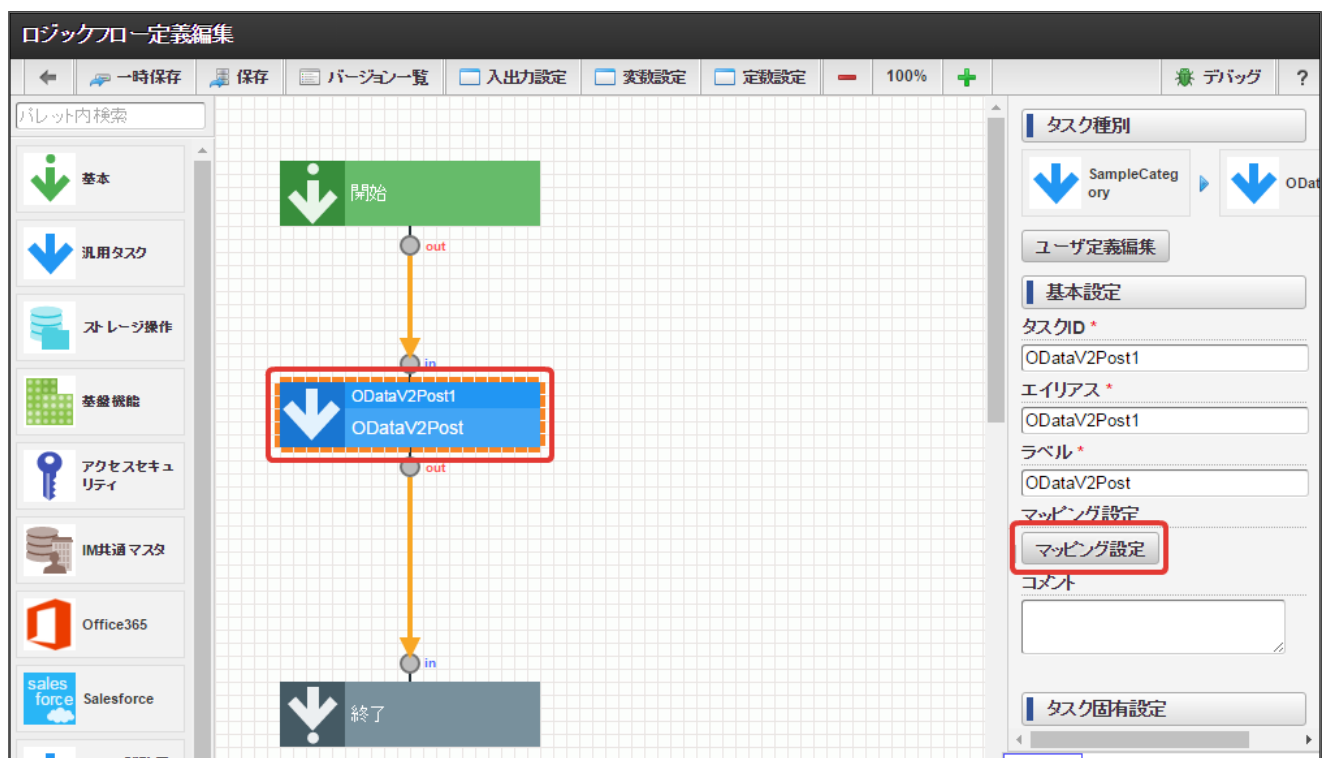 ロジックフロー定義編集
一時保存 保存 バージョン一覧 入出力設定 変数設定 定数設定 100% デバッグ ?
パレット内検索
基本
汎用タスク
ストレージ操作
基盤機能
アクセスセキュ
リティ
IM共通マスタ
Office365
sales
force
Salesforce
開始
out
in
ODataV2Post1
ODataV2Post
out
in
終了
タスク種別
SampleCateg
ory
ODat
ユーザ定義編集
基本設定
タスクID *
ODataV2Post1
エイリアス *
ODataV2Post1
ラベル *
ODataV2Post
マッピング設定
マッピング設定
コメント
タスク固有設定